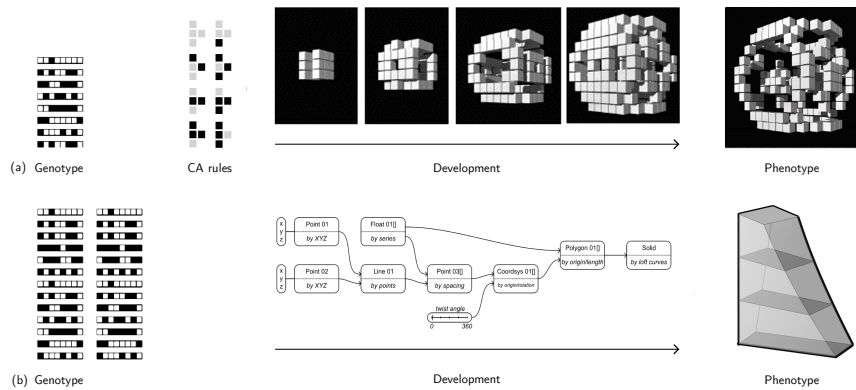 (a) Genotype
CA rules
Development
Phenotype
x
y
z
Point 01
by XYZ
Float 01[]
by series
x
y
z
Point 02
by XYZ
Line 01
by points
Point 03[]
by spacing
Coordsys 01[]
by origin/rotation
Polygon 01[]
by origin/length
Solid
by loft curves
twist angle
0 360
(b) Genotype
Development
Phenotype